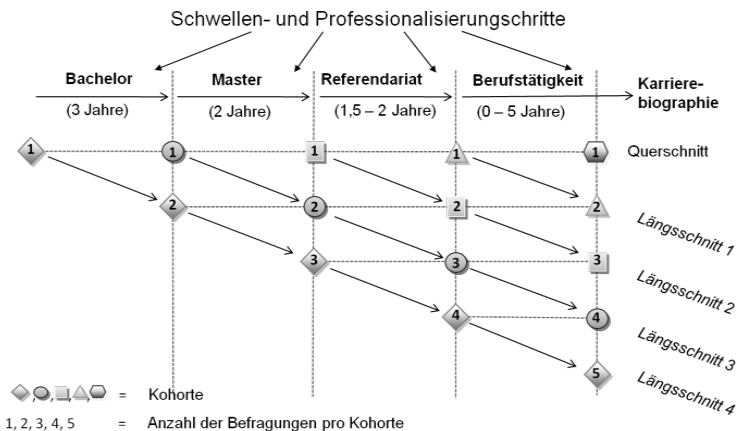 Schwellen- und Professionalisierungschritte
Bachelor Master Referendariat Berufstätigkeit Karriere-
biographie
(3 Jahre) (2 Jahre) (1,5 – 2 Jahre) (0 – 5 Jahre)
1 1 1 1 1 Querschnitt
2 2 2 2 Längsschnitt 1
3 3 3 Längsschnitt 2
4 4 Längsschnitt 3
5 Längsschnitt 4
= Kohorte
1, 2, 3, 4, 5 = Anzahl der Befragungen pro Kohorte